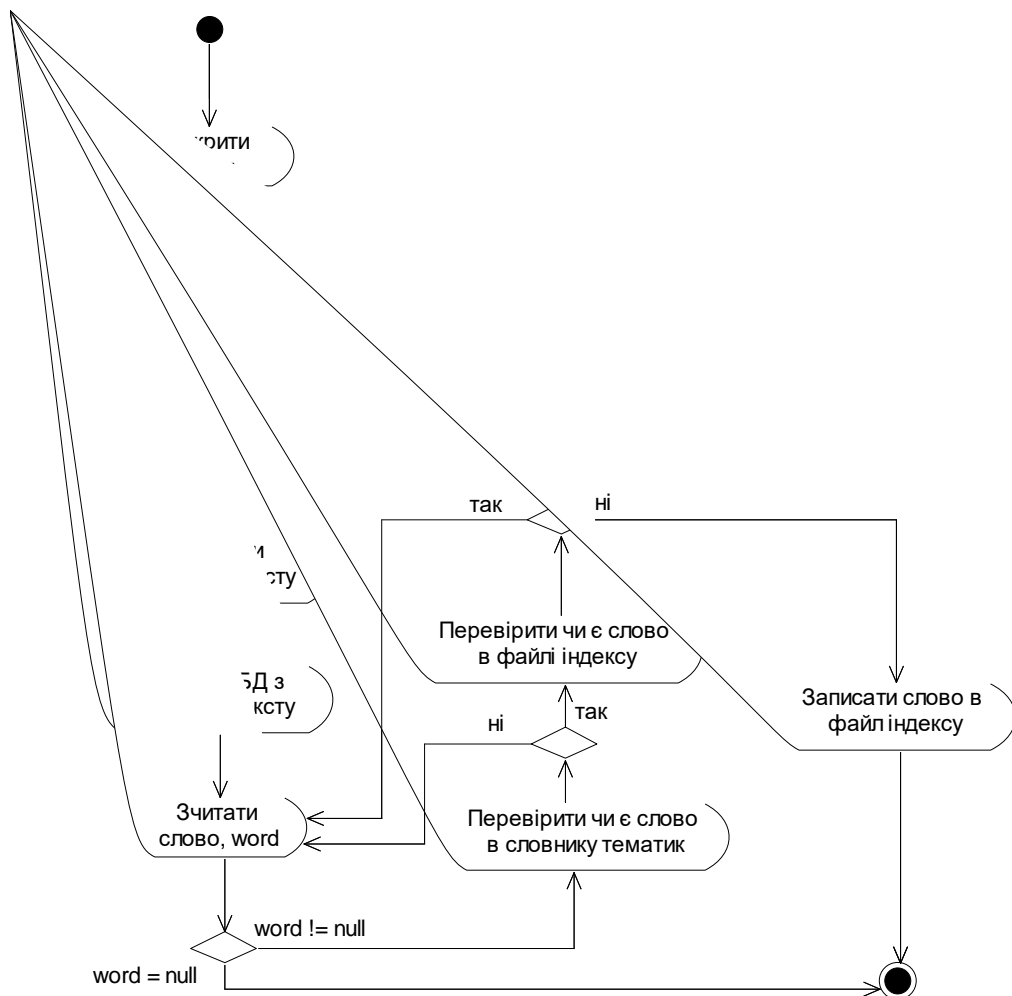 так
ні
Перевірити чи є слово
в файлі індексу
БД з
Записати слово в
файл індексу
ні
так
Зчитати
слово, word
Перевірити чи є слово
в словнику тематик
word != null
word = null